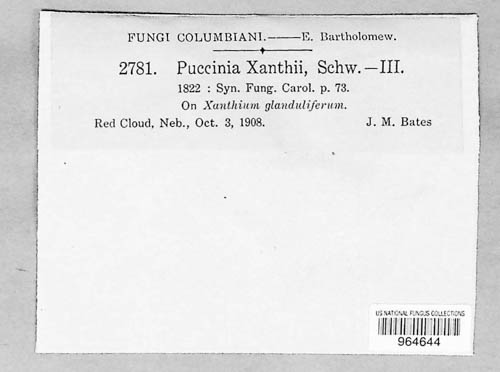 FUNGI COLUMBIANI.——E. Bartholomew.
2781. Puccinia Xanthii, Schw.—III.
1822 : Syn. Fung. Carol. p. 73.
On Xanthium glanduliferum.
Red Cloud, Neb., Oct. 3, 1908. J. M. Bates
US NATIONAL FUNGUS COLLECTIONS
964644